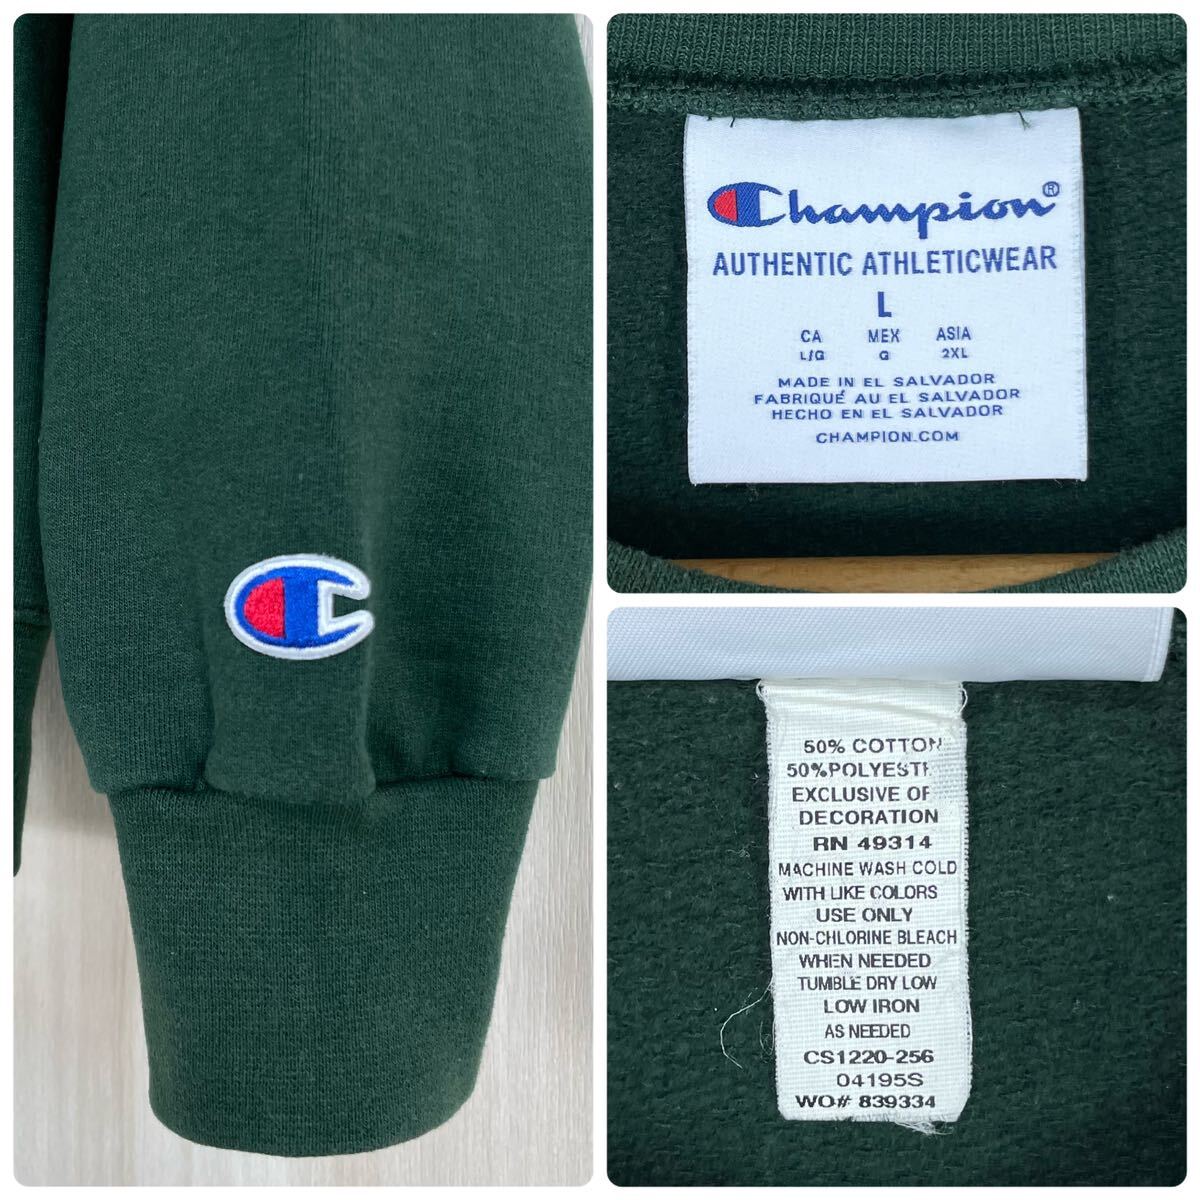 Champion®
AUTHENTIC ATHLETICWEAR
L
CA MEX ASIA
L/G G 2XL
MADE IN EL SALVADOR
FABRIQUÉ AU EL SALVADOR
HECHO EN EL SALVADOR
CHAMPION.COM
50% COTTON
50%POLYESTE
EXCLUSIVE OF
DECORATION
RN 49314
MACHINE WASH COLD
WITH LIKE COLORS
USE ONLY
NON-CHLORINE BLEACH
WHEN NEEDED
TUMBLE DRY LOW
LOW IRON
AS NEEDED
CS1220-256
04195S
WO# 839334